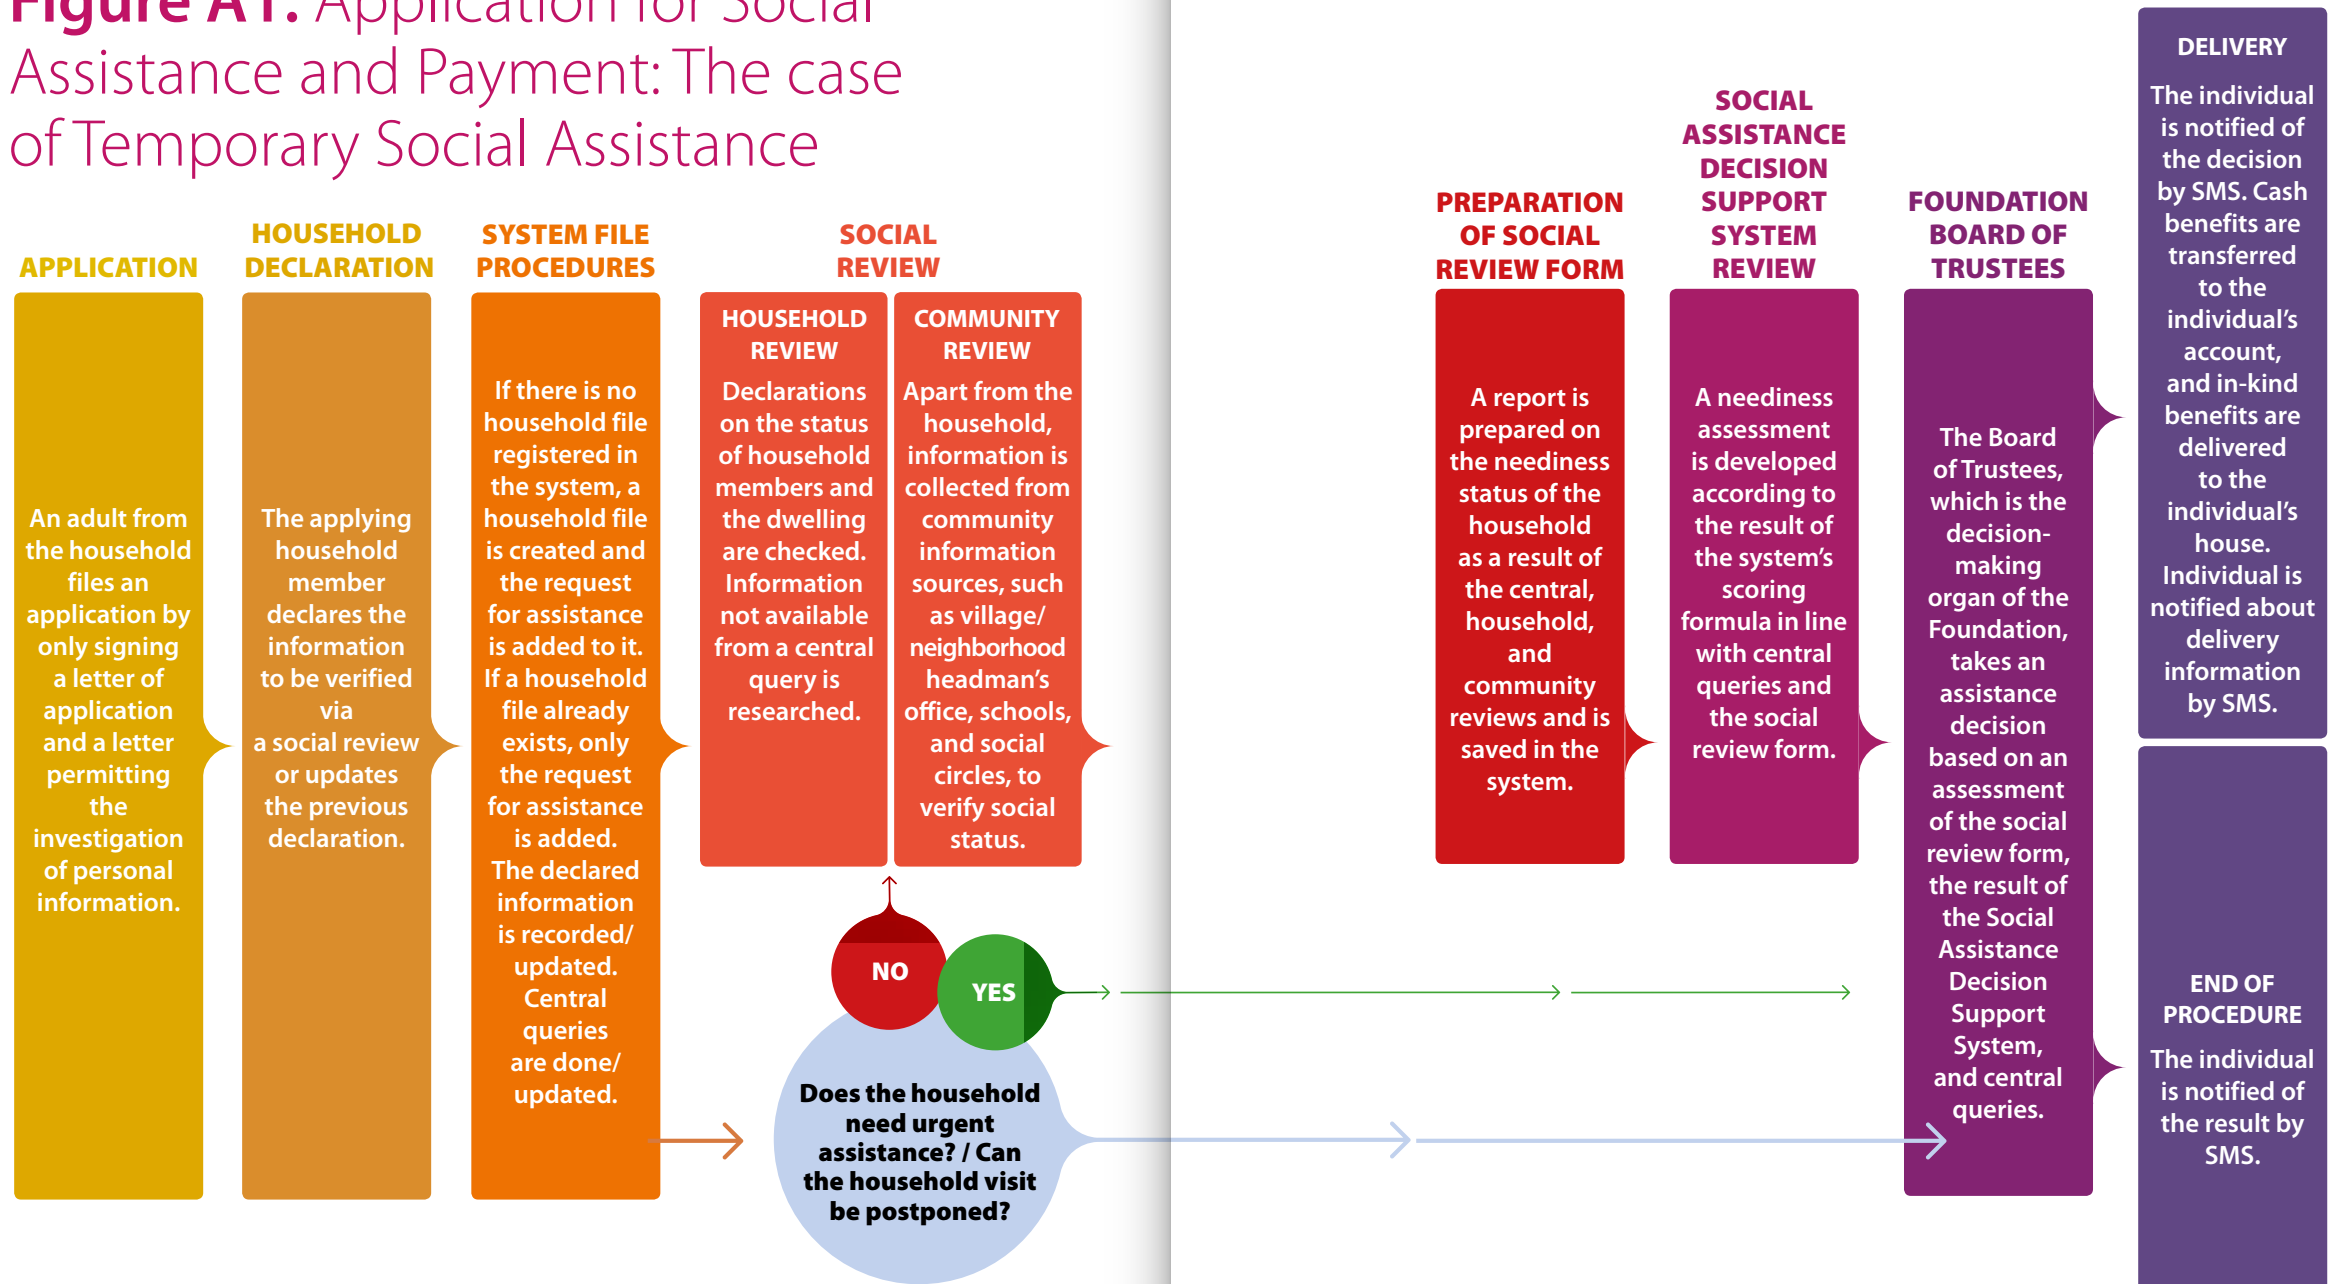 Figure A1. Application for Social
Assistance and Payment: The case
of Temporary Social Assistance
APPLICATION
An adult from
the household
files an
application by
only signing
a letter of
application
and a letter
permitting
the
investigation
of personal
information.
HOUSEHOLD
DECLARATION
The applying
household
member
declares the
information
to be verified
via
a social review
or updates
the previous
declaration.
SYSTEM FILE
PROCEDURES
If there is no
household file
registered in
the system, a
household file
is created and
the request
for assistance
is added to it.
If a household
file already
exists, only
the request
for assistance
is added.
The declared
information
is recorded/
updated.
Central
queries
are done/
updated.
SOCIAL
REVIEW
HOUSEHOLD
REVIEW
Declarations
on the status
of household
members and
the dwelling
are checked.
Information
not available
from a central
query is
researched.
COMMUNITY
REVIEW
Apart from the
household,
information is
collected from
community
information
sources, such
as village/
neighborhood
headman's
office, schools,
and social
circles, to
verify social
status.
NO
YES
Does the household
need urgent
assistance? / Can
the household visit
be postponed?
PREPARATION
OF SOCIAL
REVIEW FORM
A report is
prepared on
the neediness
status of the
household
as a result of
the central,
household,
and
community
reviews and is
saved in the
system.
SOCIAL
ASSISTANCE
DECISION
SUPPORT
SYSTEM
REVIEW
A neediness
assessment
is developed
according to
the result of
the system's
scoring
formula in line
with central
queries and
the social
review form.
FOUNDATION
BOARD OF
TRUSTEES
The Board
of Trustees,
which is the
decision-
making
organ of the
Foundation,
takes an
assistance
decision
based on an
assessment
of the social
review form,
the result of
the Social
Assistance
Decision
Support
System,
and central
queries.
DELIVERY
The individual
is notified of
the decision
by SMS. Cash
benefits are
transferred
to the
individual's
account,
and in-kind
benefits are
delivered
to the
individual's
house.
Individual is
notified about
delivery
information
by SMS.
END OF
PROCEDURE
The individual
is notified of
the result by
SMS.